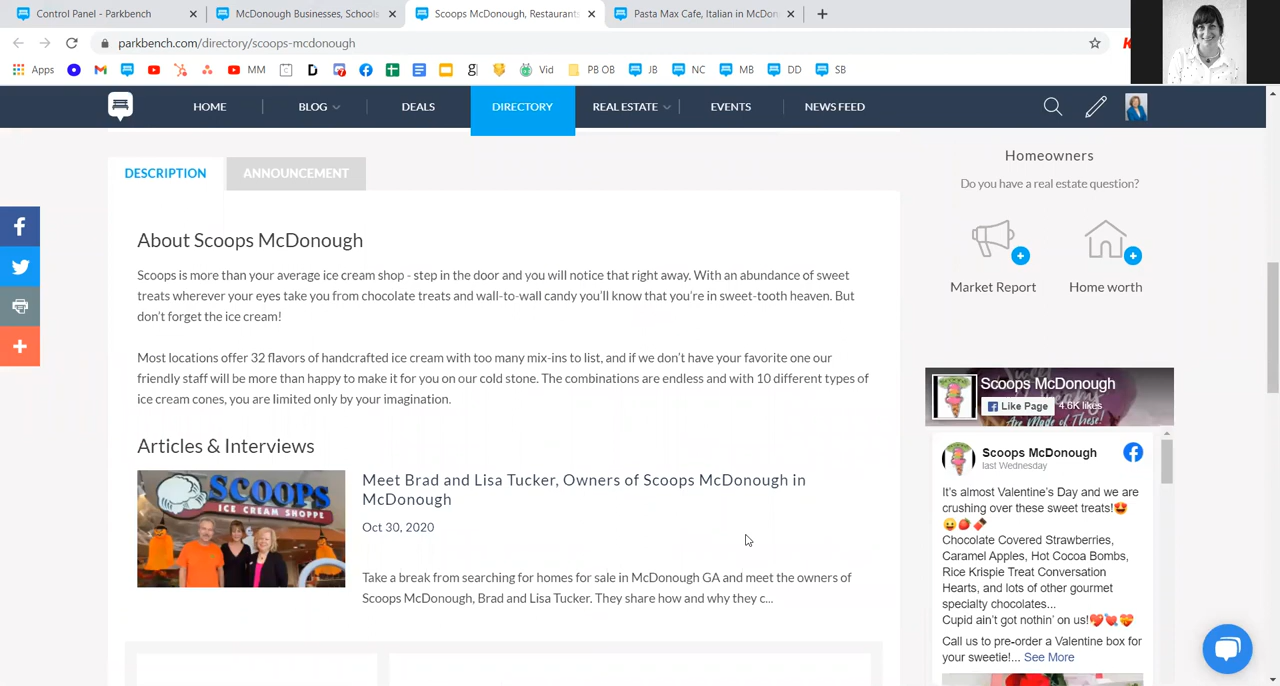 Control Panel - Parkbench
McDonough Businesses, Schools
Scoops McDonough, Restaurants
Pasta Max Cafe, Italian in McDon
parkbench.com/directory/scoops-mcdonough
Apps
MM
Vid
PB OB
JB
NC
MB
DD
SB
HOME
BLOG
DEALS
DIRECTORY
REAL ESTATE
EVENTS
NEWS FEED
DESCRIPTION
ANNOUNCEMENT
About Scoops McDonough
Scoops is more than your average ice cream shop - step in the door and you will notice that right away. With an abundance of sweet
treats wherever your eyes take you from chocolate treats and wall-to-wall candy you'll know that you're in sweet-tooth heaven. But
don't forget the ice cream!
Most locations offer 32 flavors of handcrafted ice cream with too many mix-ins to list, and if we don't have your favorite one our
friendly staff will be more than happy to make it for you on our cold stone. The combinations are endless and with 10 different types of
ice cream cones, you are limited only by your imagination.
Articles & Interviews
SCOOPS
ICE CREAM SHOPPE
Meet Brad and Lisa Tucker, Owners of Scoops McDonough in
McDonough
Oct 30, 2020
Take a break from searching for homes for sale in McDonough GA and meet the owners of
Scoops McDonough, Brad and Lisa Tucker. They share how and why they c...
Homeowners
Do you have a real estate question?
Market Report
Home worth
Scoops McDonough
Like Page
4.6K likes
Are Made of These!
Scoops McDonough
last Wednesday
It's almost Valentine's Day and we are
crushing over these sweet treats!😍
😝🍎🍫
Chocolate Covered Strawberries,
Caramel Apples, Hot Cocoa Bombs,
Rice Krispie Treat Conversation
Hearts, and lots of other gourmet
specialty chocolates...
Cupid ain't got nothin' on us!💖💘💝
Call us to pre-order a Valentine box for
your sweetie!... See More